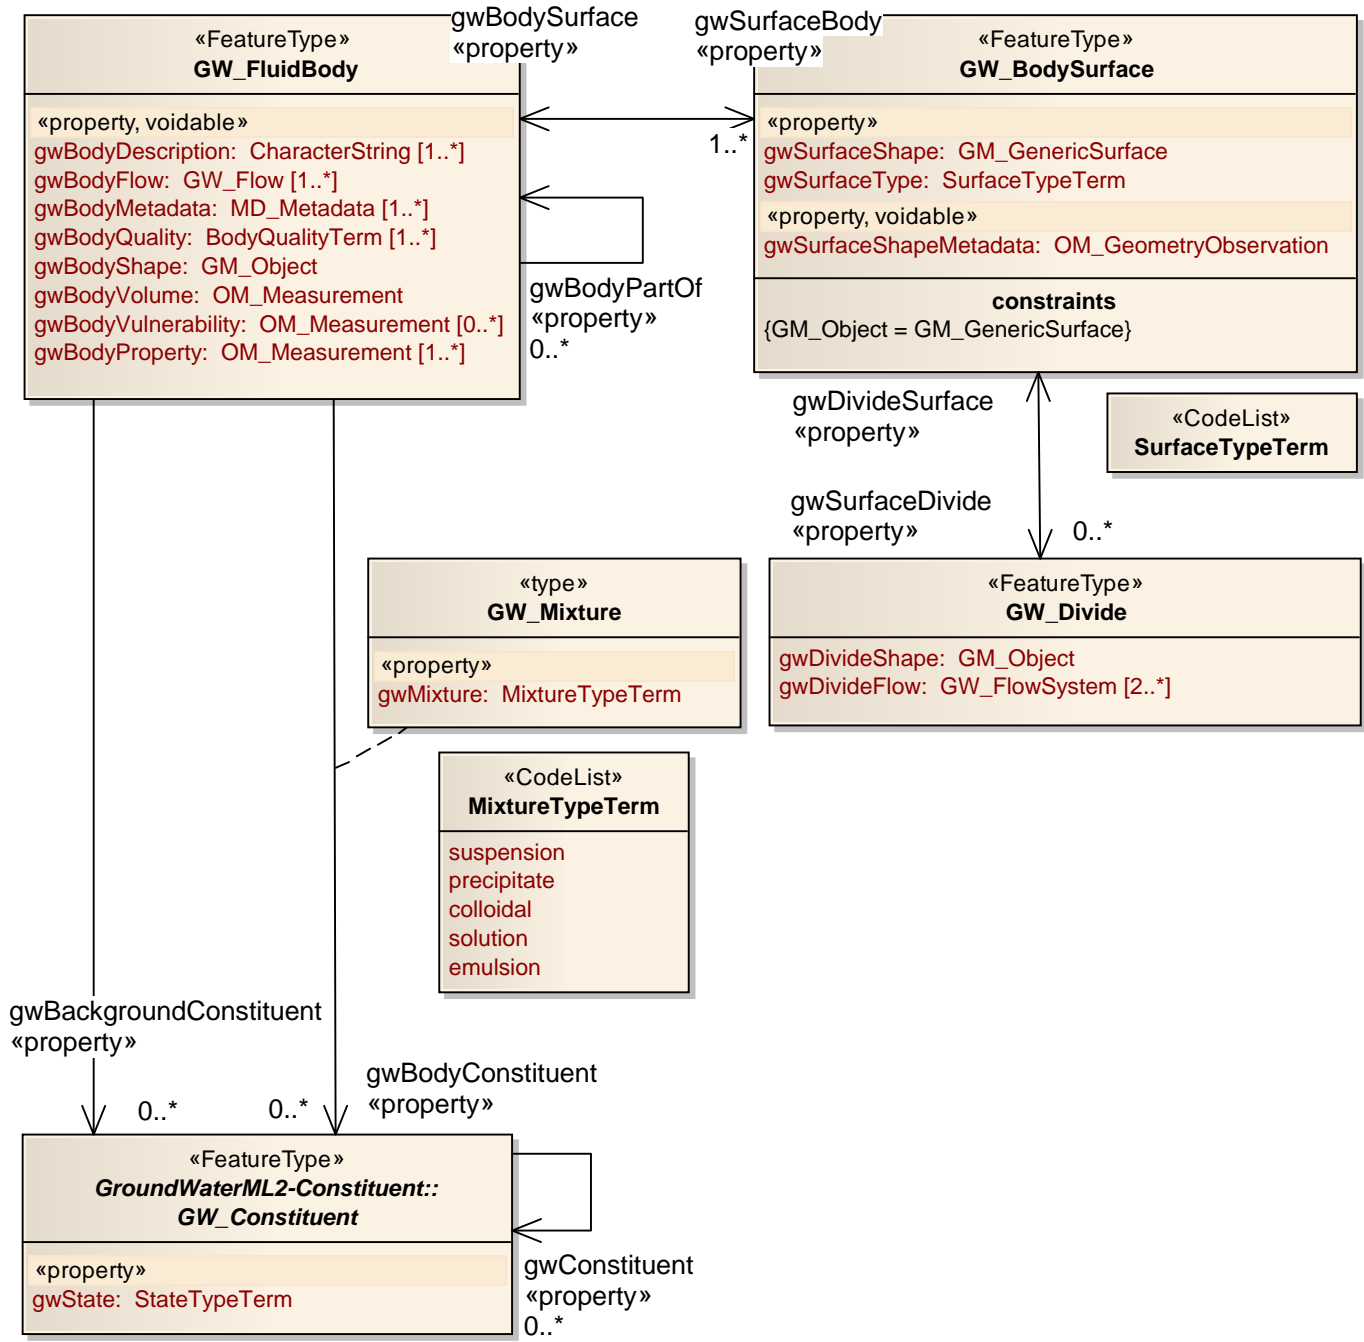 gwBodySurface
«property»
gwSurfaceBody
«property»
«FeatureType»
GW_FluidBody
«property, voidable»
gwBodyDescription: CharacterString [1..*]
gwBodyFlow: GW_Flow [1..*]
gwBodyMetadata: MD_Metadata [1..*]
gwBodyQuality: BodyQualityTerm [1..*]
gwBodyShape: GM_Object
gwBodyVolume: OM_Measurement
gwBodyVulnerability: OM_Measurement [0..*]
gwBodyProperty: OM_Measurement [1..*]
1..*
gwBodyPartOf
«property»
0..*
«FeatureType»
GW_BodySurface
«property»
gwSurfaceShape: GM_GenericSurface
gwSurfaceType: SurfaceTypeTerm
«property, voidable»
gwSurfaceShapeMetadata: OM_GeometryObservation
constraints
{GM_Object = GM_GenericSurface}
gwDivideSurface
«property»
«CodeList»
SurfaceTypeTerm
gwSurfaceDivide
«property»
0..*
«type»
GW_Mixture
«property»
gwMixture: MixtureTypeTerm
«FeatureType»
GW_Divide
gwDivideShape: GM_Object
gwDivideFlow: GW_FlowSystem [2..*]
«CodeList»
MixtureTypeTerm
suspension
precipitate
colloidal
solution
emulsion
gwBackgroundConstituent
«property»
0..*
gwBodyConstituent
«property»
0..*
«FeatureType»
GroundWaterML2-Constituent::
GW_Constituent
«property»
gwState: StateTypeTerm
gwConstituent
«property»
0..*